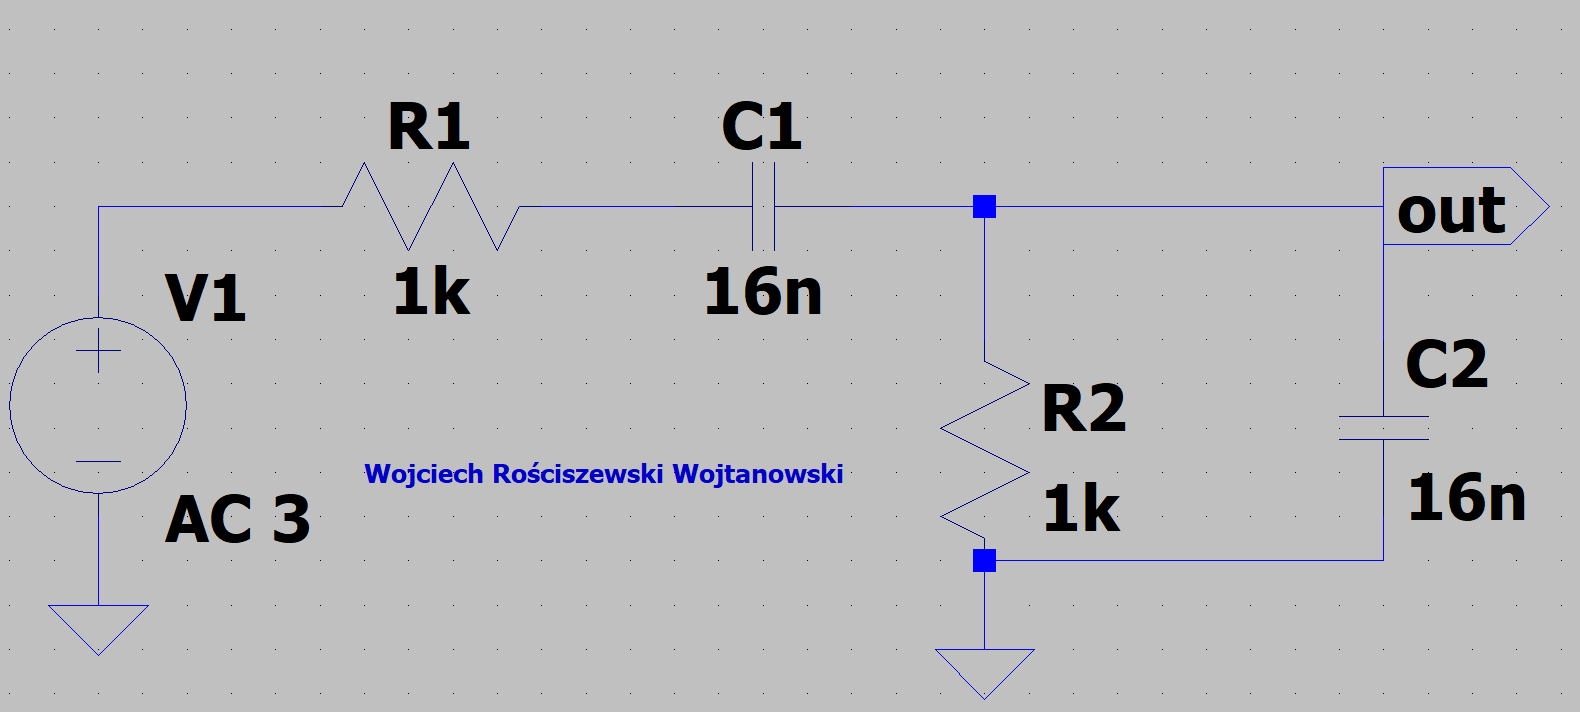 R1
C1
out
1k
16n
V1
C2
R2
Wojciech Rościszewski Wojtanowski
1k
16n
AC 3